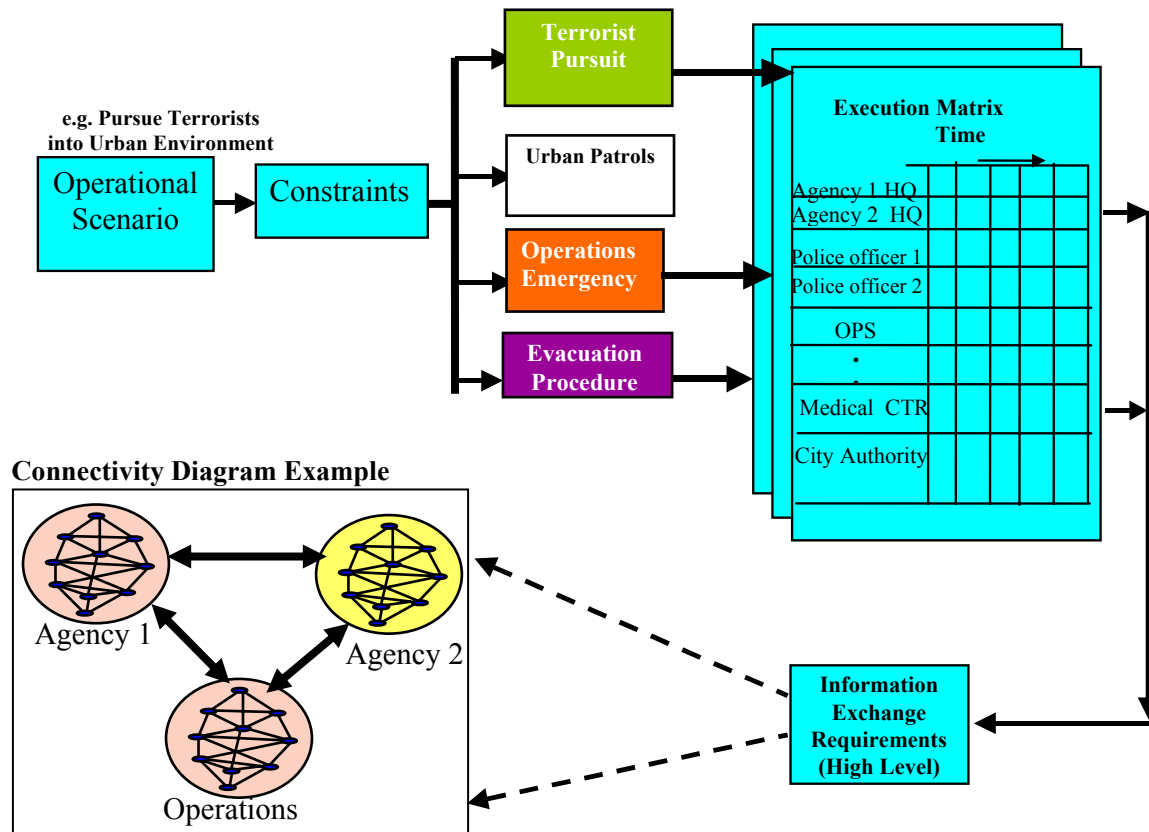 e.g. Pursue Terrorists
into Urban Environment
Operational
Scenario
Constraints
Terrorist
Pursuit
Urban Patrols
Operations
Emergency
Evacuation
Procedure
Execution Matrix
Time
Agency 1 HQ
Agency 2 HQ
Police officer 1
Police officer 2
OPS
.
.
Medical CTR
City Authority
Connectivity Diagram Example
Agency 1
Agency 2
Operations
Information
Exchange
Requirements
(High Level)